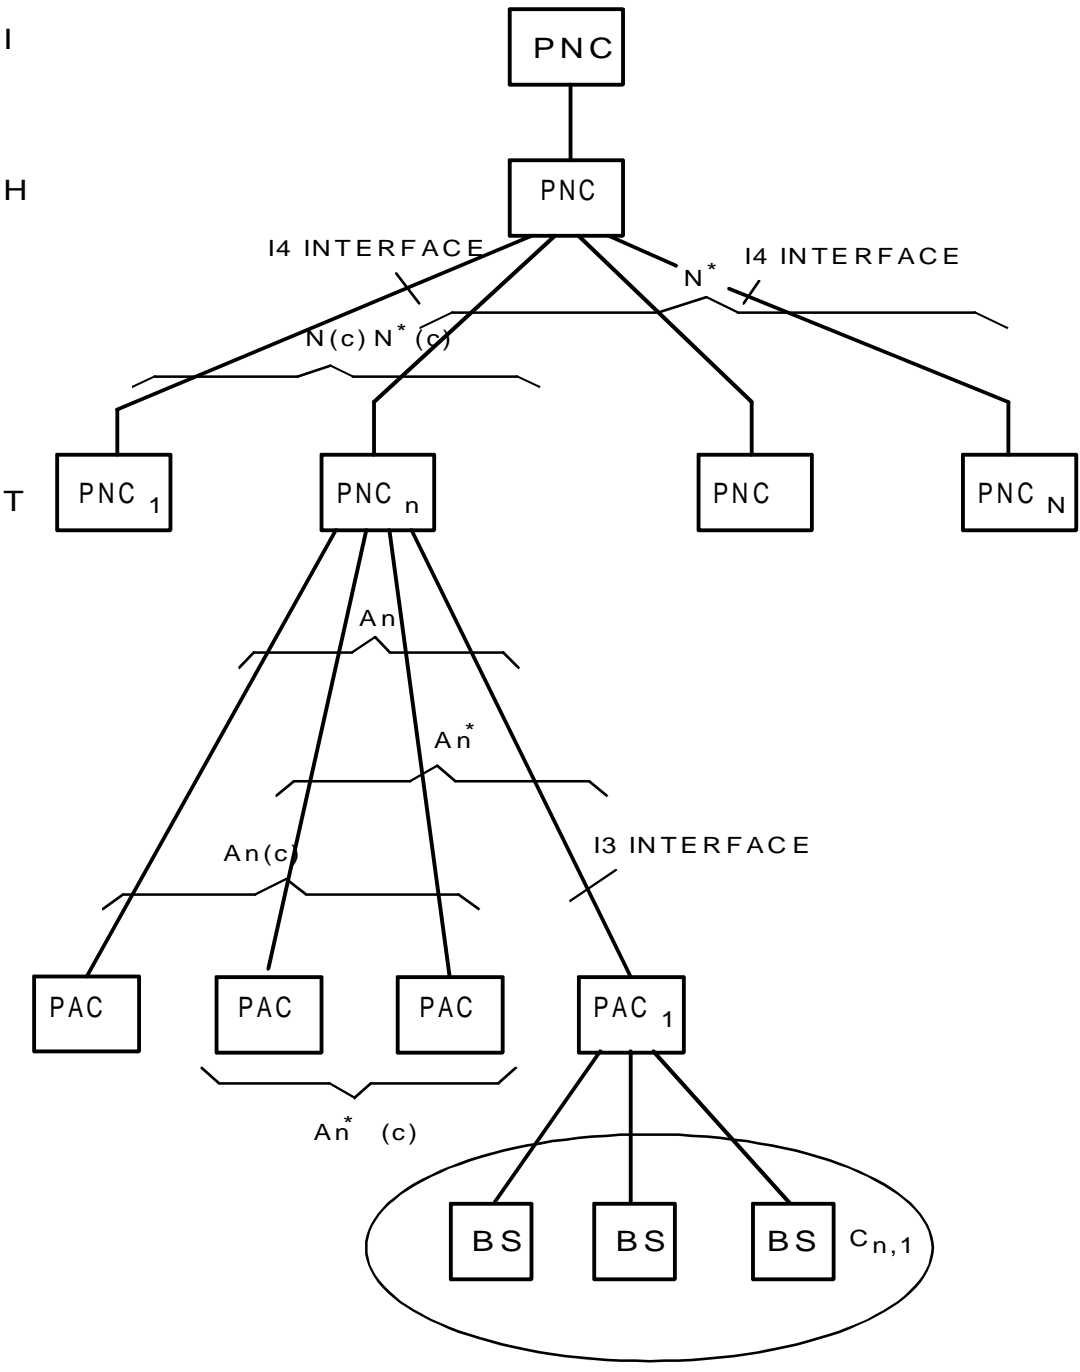 I
PNC
H
PNC
I4 INTERFACE
N*
I4 INTERFACE
N(c) N*(c)
T
PNC 1
PNC n
PNC
PNC N
An
An*
An(c)
I3 INTERFACE
PAC
PAC
PAC
PAC 1
An* (c)
BS
BS
BS
Cn,1